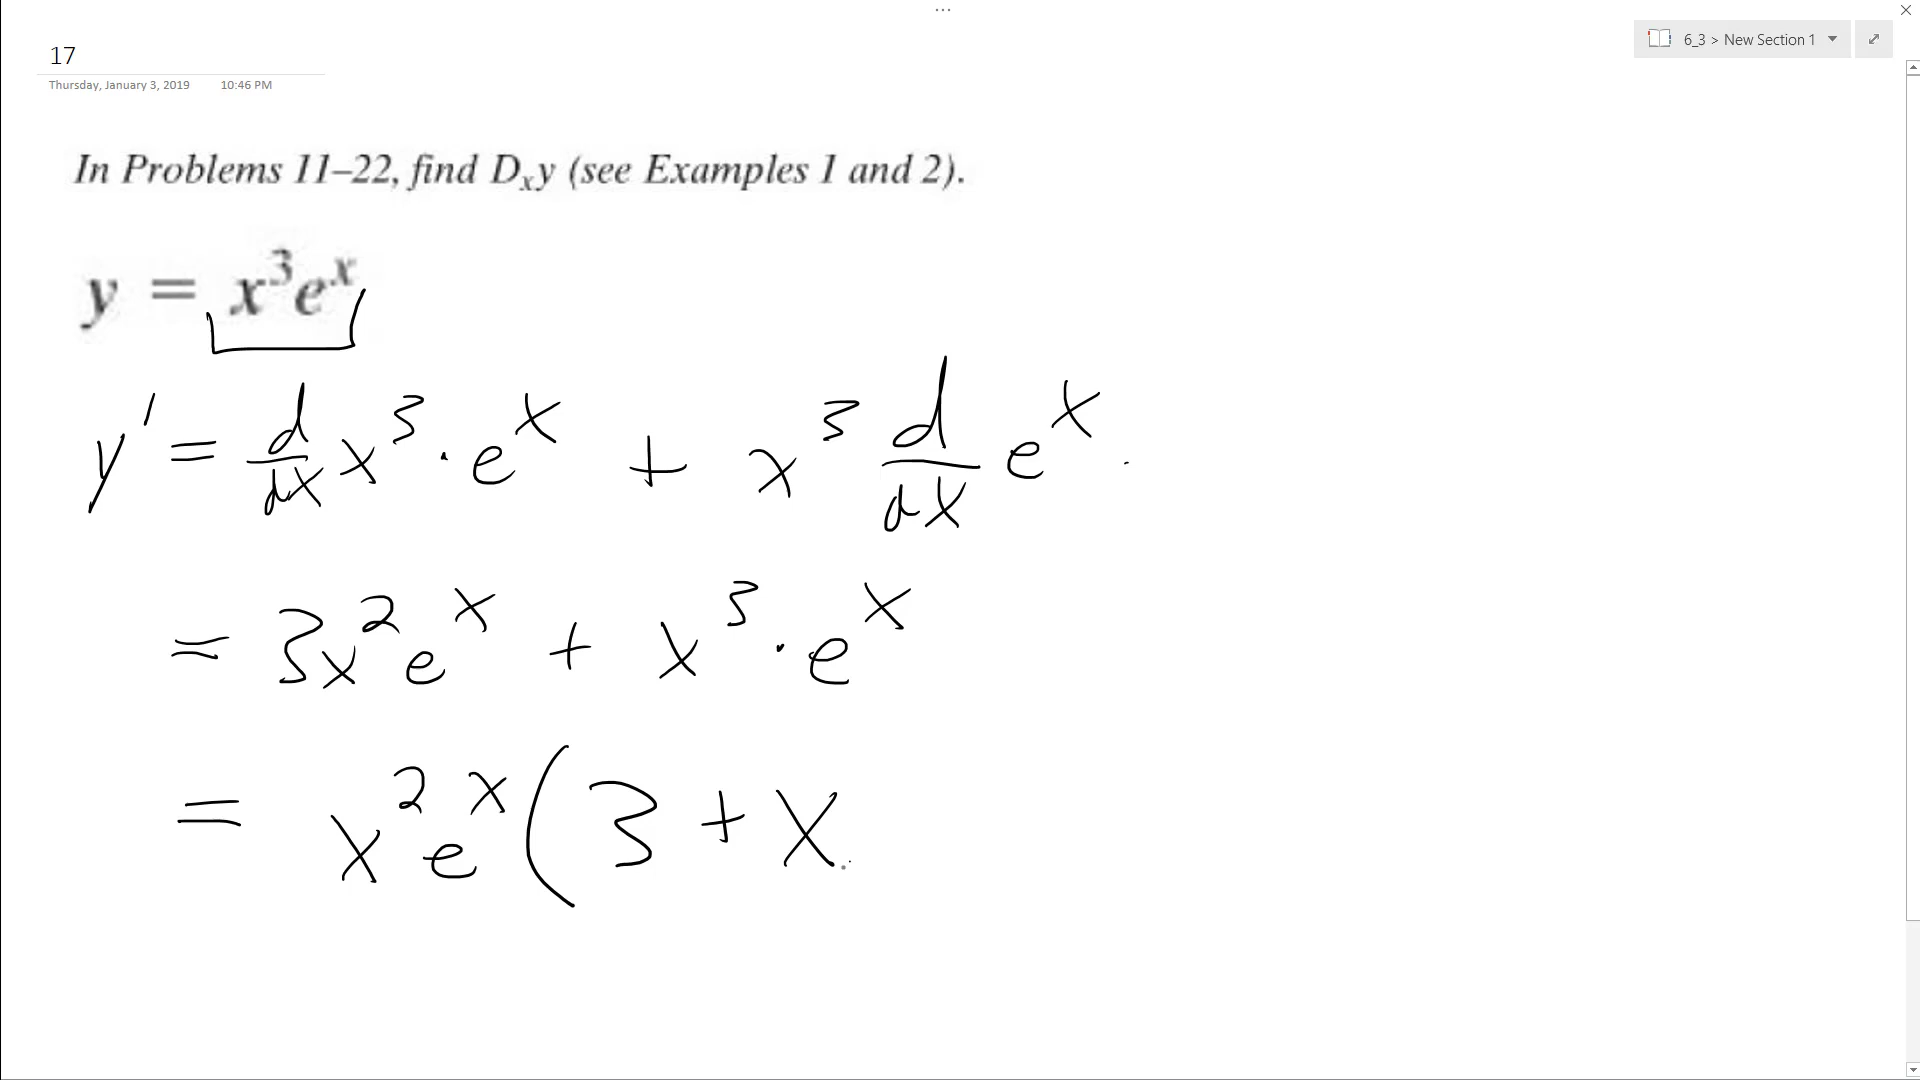 ...
6_3 > New Section 1
17
Thursday, January 3, 2019 10:46 PM
In Problems 11–22, find Dₓy (see Examples 1 and 2).
y = x³eˣ
y' = d/dx x³ · eˣ + x³ d/dx eˣ.
= 3x²eˣ + x³ · eˣ
= x²eˣ(3 + x